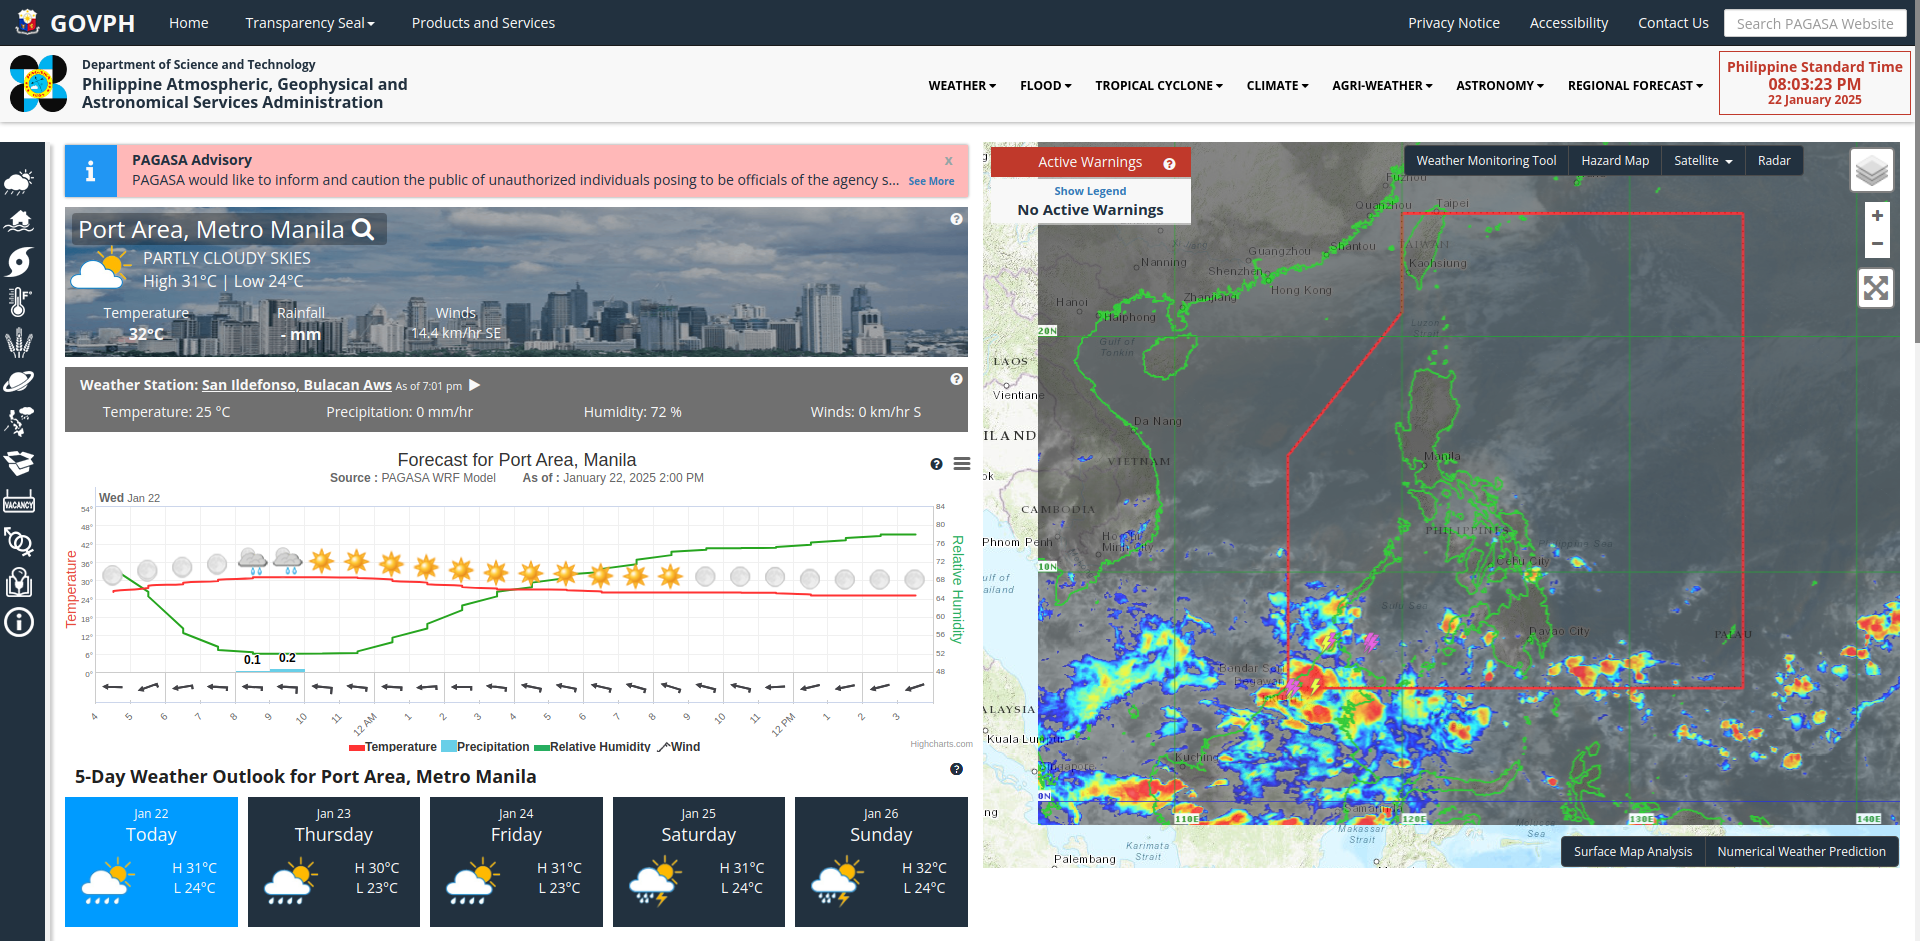 GOVPH
Home
Transparency Seal
Products and Services
Privacy Notice
Accessibility
Contact Us
Search PAGASA Website
Department of Science and Technology
Philippine Atmospheric, Geophysical and
Astronomical Services Administration
WEATHER
FLOOD
TROPICAL CYCLONE
CLIMATE
AGRI-WEATHER
ASTRONOMY
REGIONAL FORECAST
Philippine Standard Time
08:03:23 PM
22 January 2025
VACANCY
PAGASA Advisory
x
PAGASA would like to inform and caution the public of unauthorized individuals posing to be officials of the agency s... See More
Port Area, Metro Manila
PARTLY CLOUDY SKIES
High 31°C | Low 24°C
Temperature
Rainfall
Winds
32°C
- mm
14.4 km/hr SE
Weather Station: San Ildefonso, Bulacan Aws As of 7:01 pm
Temperature: 25 °C
Precipitation: 0 mm/hr
Humidity: 72 %
Winds: 0 km/hr S
Forecast for Port Area, Manila
Source : PAGASA WRF Model As of : January 22, 2025 2:00 PM
Wed Jan 22
54°
48°
42°
36°
30°
24°
18°
12°
6°
0°
Temperature
84
80
76
72
68
64
60
56
52
48
Relative Humidity
0.1
0.2
4
5
6
7
8
9
10
11
12 AM
1
2
3
4
5
6
7
8
9
10
11
12 PM
1
2
3
Temperature
Precipitation
Relative Humidity
Wind
Highcharts.com
5-Day Weather Outlook for Port Area, Metro Manila
Jan 22
Today
H 31°C
L 24°C
Jan 23
Thursday
H 30°C
L 23°C
Jan 24
Friday
H 31°C
L 23°C
Jan 25
Saturday
H 31°C
L 24°C
Jan 26
Sunday
H 32°C
L 24°C
Active Warnings
Show Legend
No Active Warnings
Weather Monitoring Tool
Hazard Map
Satellite
Radar
+
−
Fuzhou
Quanzhou
Taipei
Guangzhou
Shantou
TAIWAN
Nanning
Shenzhen
Kaohsiung
Hong Kong
Hanoi
Zhanjiang
Haiphong
20N
Luzon
Strait
Gulf of
Tonkin
LAOS
Vientiane
Da Nang
ILAND
VIETNAM
Manila
ok
CAMBODIA
PHILIPPINES
Phnom Penh
Ho Chi
Minh City
10N
Cebu City
ulf of
ailand
Sulu Sea
Davao City
PALAU
Bandar Seri
Begawan
ALAYSIA
Kuala Lumpur
Kuching
Singapore
0N
Samarinda
110E
120E
130E
140E
ng
Makassar
Strait
Sea
Karimata
Strait
Palembang
Surface Map Analysis
Numerical Weather Prediction